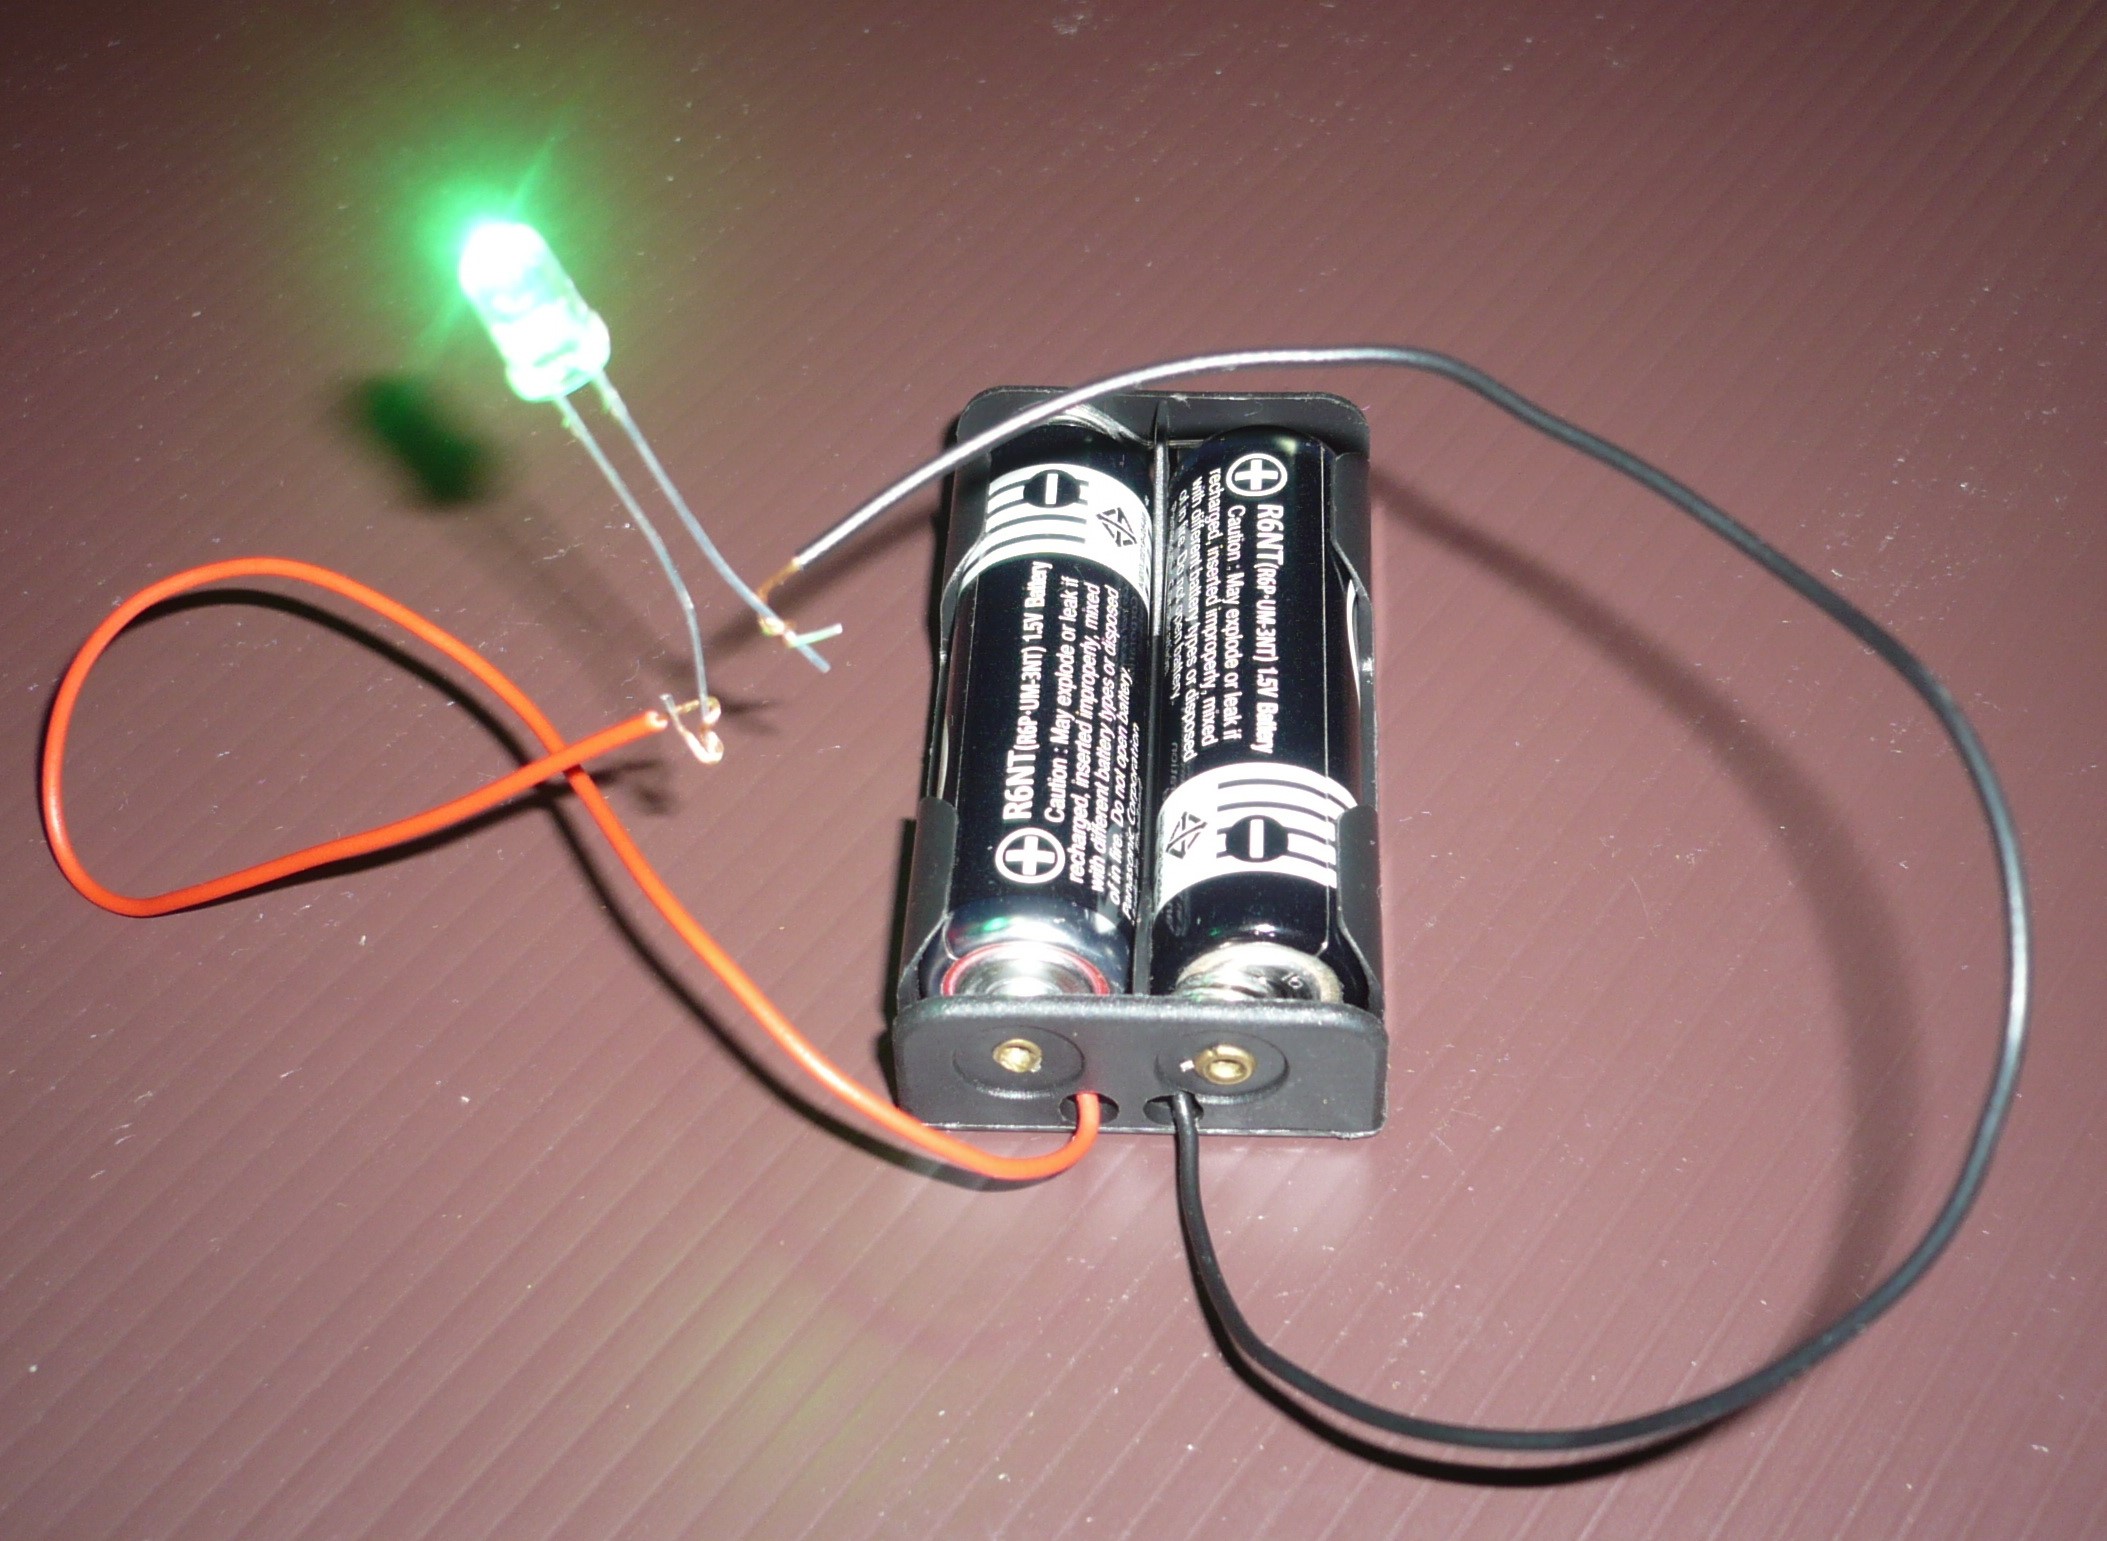 R6NT(R6P·UM-3NT) 1.5V Battery
Caution : May explode or leak if
recharged, inserted improperly, mixed
with different battery types or disposed
of in fire. Do not open battery.
Panasonic Corporation
R6NT(R6P·UM-3NT) 1.5V Battery
Caution : May explode or leak if
recharged, inserted improperly, mixed
with different battery types or disposed
of in fire. Do not open battery.